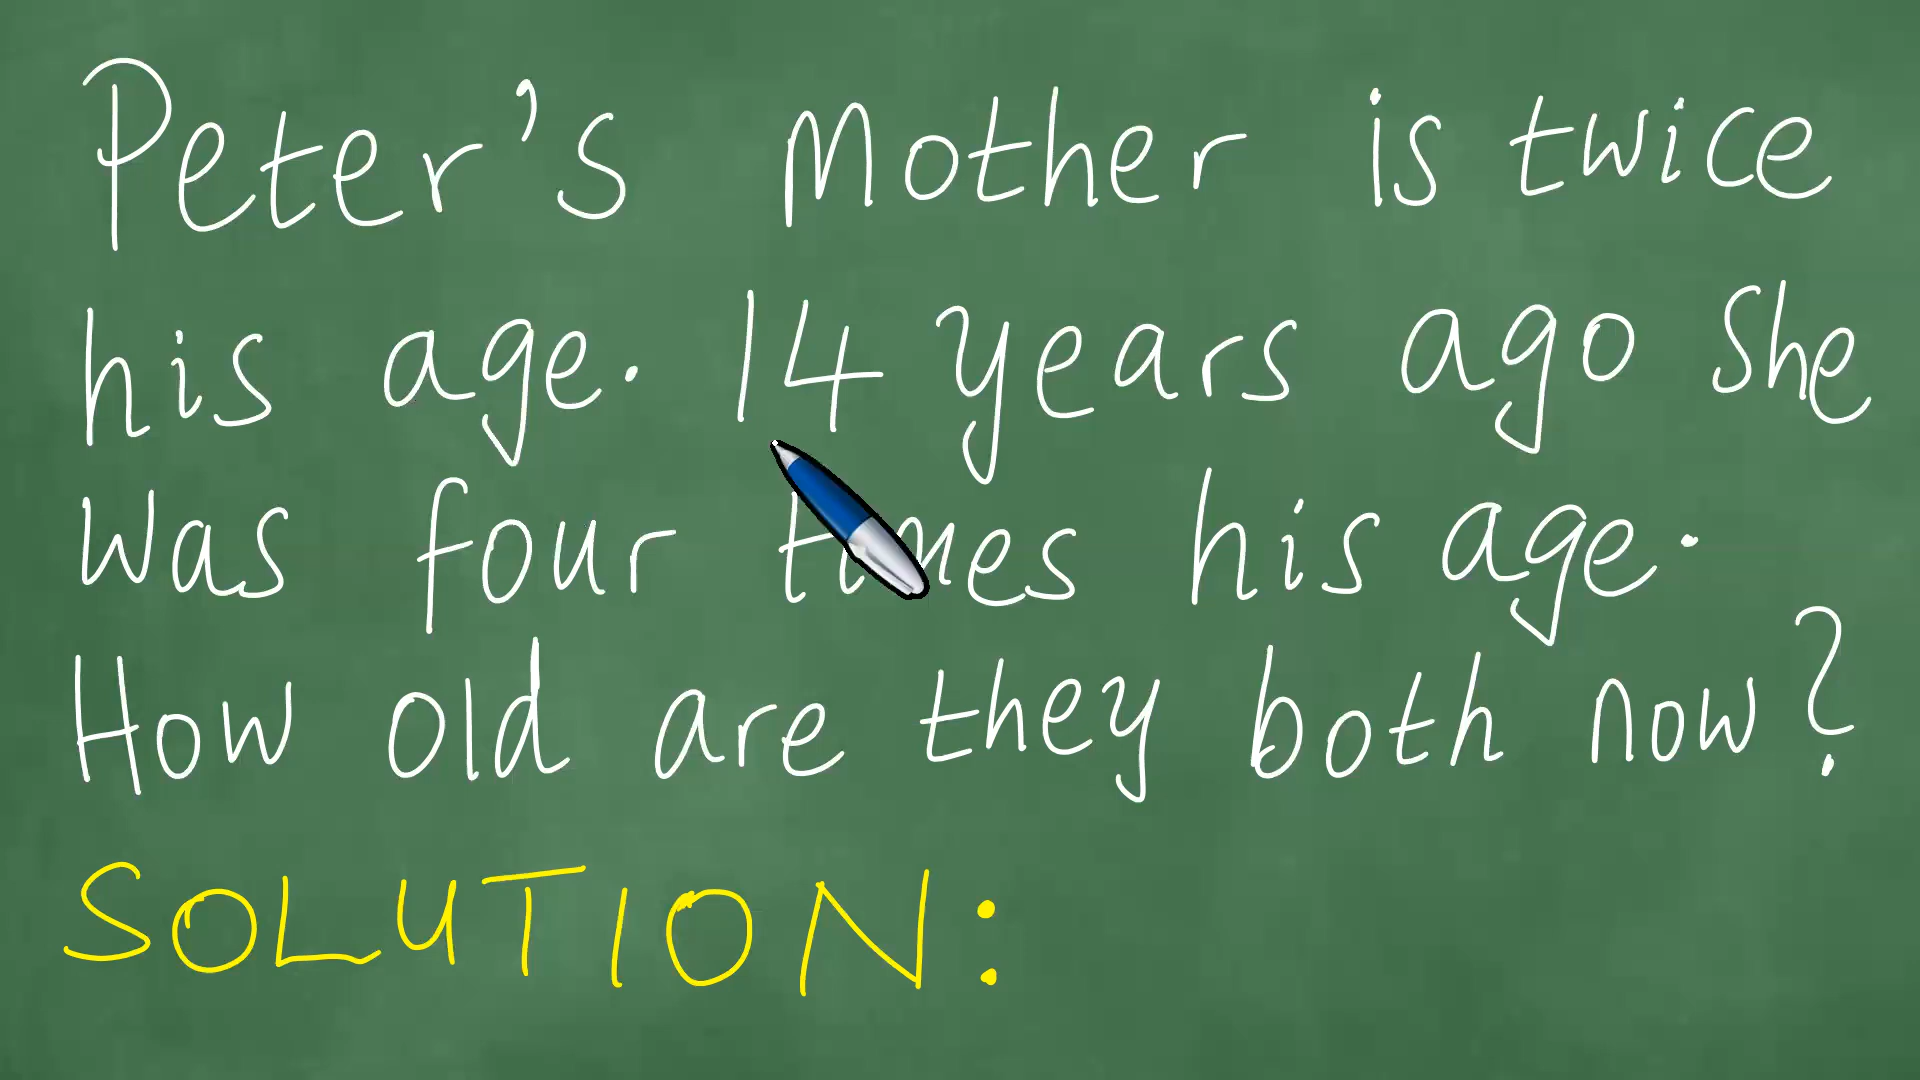 Peter's Mother is twice
his age. 14 years ago She
was four times his age.
How old are they both now?
SOLUTION: